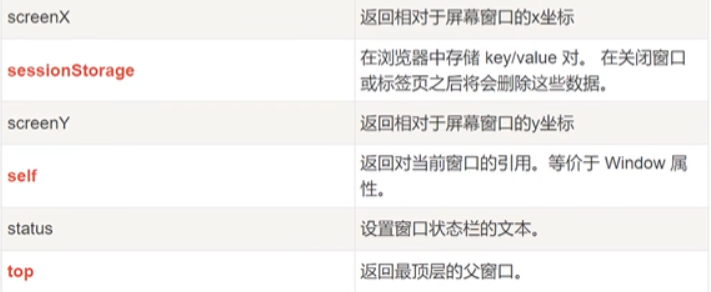 screenX 返回相对于屏幕窗口的x坐标
sessionStorage 在浏览器中存储 key/value 对。 在关闭窗口
或标签页之后将会删除这些数据。
screenY 返回相对于屏幕窗口的y坐标
self 返回对当前窗口的引用。等价于 Window 属
性。
status 设置窗口状态栏的文本。
top 返回最顶层的父窗口。